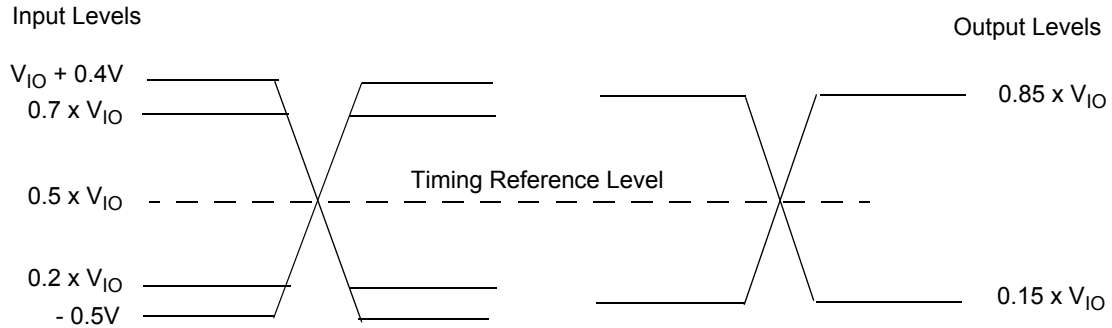 Input Levels
Output Levels
V_IO + 0.4V
0.7 x V_IO
0.85 x V_IO
0.5 x V_IO
Timing Reference Level
0.2 x V_IO
- 0.5V
0.15 x V_IO